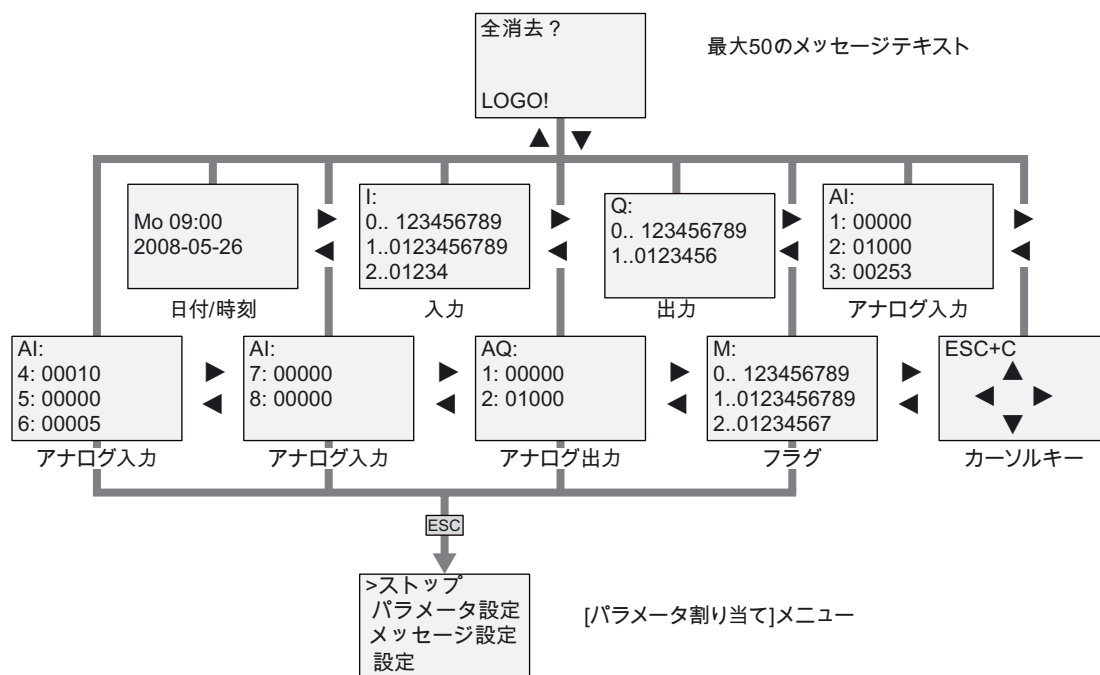 全消去？
LOGO!
最大50のメッセージテキスト
Mo 09:00
2008-05-26
日付/時刻
I:
0.. 123456789
1..0123456789
2..01234
入力
Q:
0.. 123456789
1..0123456
出力
AI:
1: 00000
2: 01000
3: 00253
アナログ入力
AI:
4: 00010
5: 00000
6: 00005
アナログ入力
AI:
7: 00000
8: 00000
アナログ入力
AQ:
1: 00000
2: 01000
アナログ出力
M:
0.. 123456789
1..0123456789
2..01234567
フラグ
ESC+C
カーソルキー
ESC
>ストップ
パラメータ設定
メッセージ設定
設定
[パラメータ割り当て]メニュー